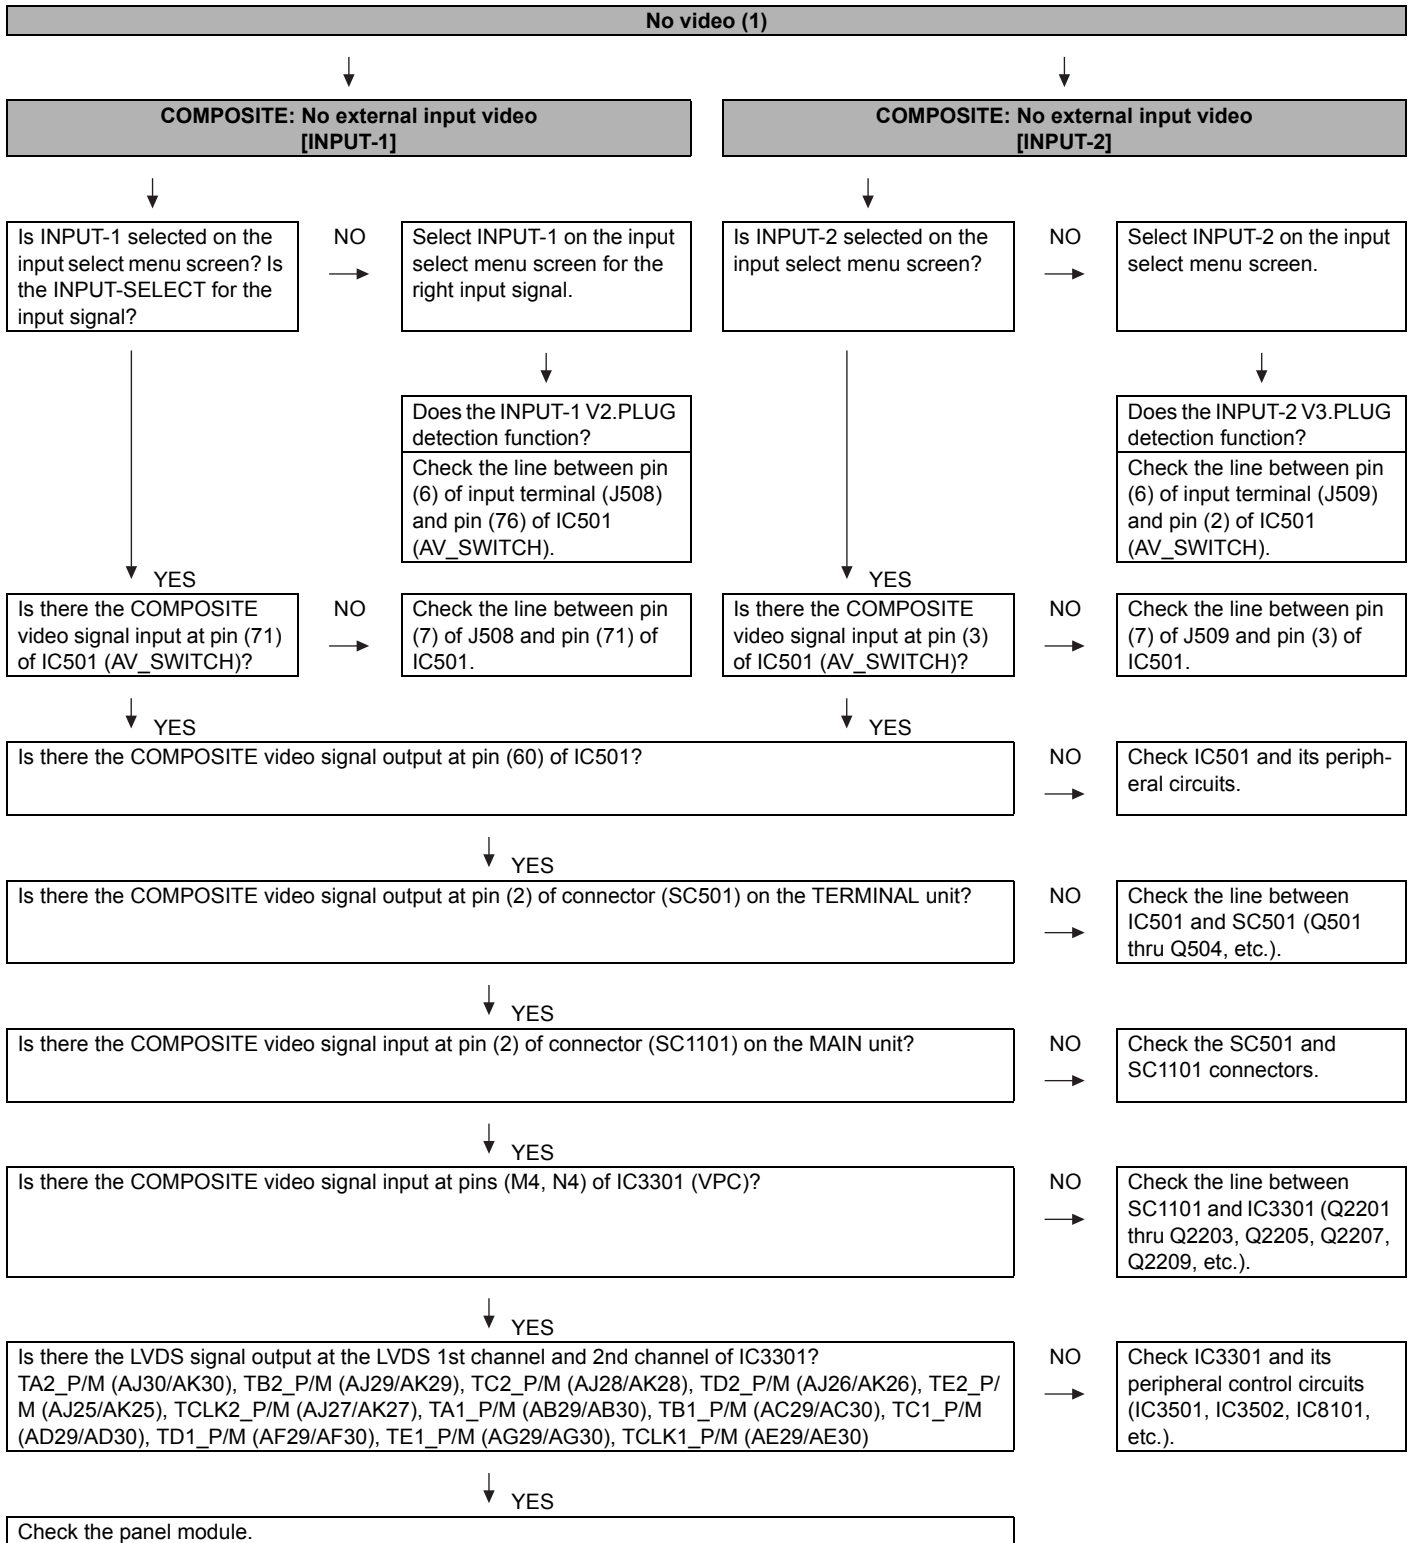 No video (1)
COMPOSITE: No external input video
[INPUT-1]
COMPOSITE: No external input video
[INPUT-2]
Is INPUT-1 selected on the
input select menu screen? Is
the INPUT-SELECT for the
input signal?
NO
Select INPUT-1 on the input
select menu screen for the
right input signal.
Is INPUT-2 selected on the
input select menu screen?
NO
Select INPUT-2 on the input
select menu screen.
Does the INPUT-1 V2.PLUG
detection function?
Check the line between pin
(6) of input terminal (J508)
and pin (76) of IC501
(AV_SWITCH).
Does the INPUT-2 V3.PLUG
detection function?
Check the line between pin
(6) of input terminal (J509)
and pin (2) of IC501
(AV_SWITCH).
YES
YES
Is there the COMPOSITE
video signal input at pin (71)
of IC501 (AV_SWITCH)?
NO
Check the line between pin
(7) of J508 and pin (71) of
IC501.
Is there the COMPOSITE
video signal input at pin (3)
of IC501 (AV_SWITCH)?
NO
Check the line between pin
(7) of J509 and pin (3) of
IC501.
YES
YES
Is there the COMPOSITE video signal output at pin (60) of IC501?
NO
Check IC501 and its periph-
eral circuits.
YES
Is there the COMPOSITE video signal output at pin (2) of connector (SC501) on the TERMINAL unit?
NO
Check the line between
IC501 and SC501 (Q501
thru Q504, etc.).
YES
Is there the COMPOSITE video signal input at pin (2) of connector (SC1101) on the MAIN unit?
NO
Check the SC501 and
SC1101 connectors.
YES
Is there the COMPOSITE video signal input at pins (M4, N4) of IC3301 (VPC)?
NO
Check the line between
SC1101 and IC3301 (Q2201
thru Q2203, Q2205, Q2207,
Q2209, etc.).
YES
Is there the LVDS signal output at the LVDS 1st channel and 2nd channel of IC3301?
TA2_P/M (AJ30/AK30), TB2_P/M (AJ29/AK29), TC2_P/M (AJ28/AK28), TD2_P/M (AJ26/AK26), TE2_P/
M (AJ25/AK25), TCLK2_P/M (AJ27/AK27), TA1_P/M (AB29/AB30), TB1_P/M (AC29/AC30), TC1_P/M
(AD29/AD30), TD1_P/M (AF29/AF30), TE1_P/M (AG29/AG30), TCLK1_P/M (AE29/AE30)
NO
Check IC3301 and its
peripheral control circuits
(IC3501, IC3502, IC8101,
etc.).
YES
Check the panel module.